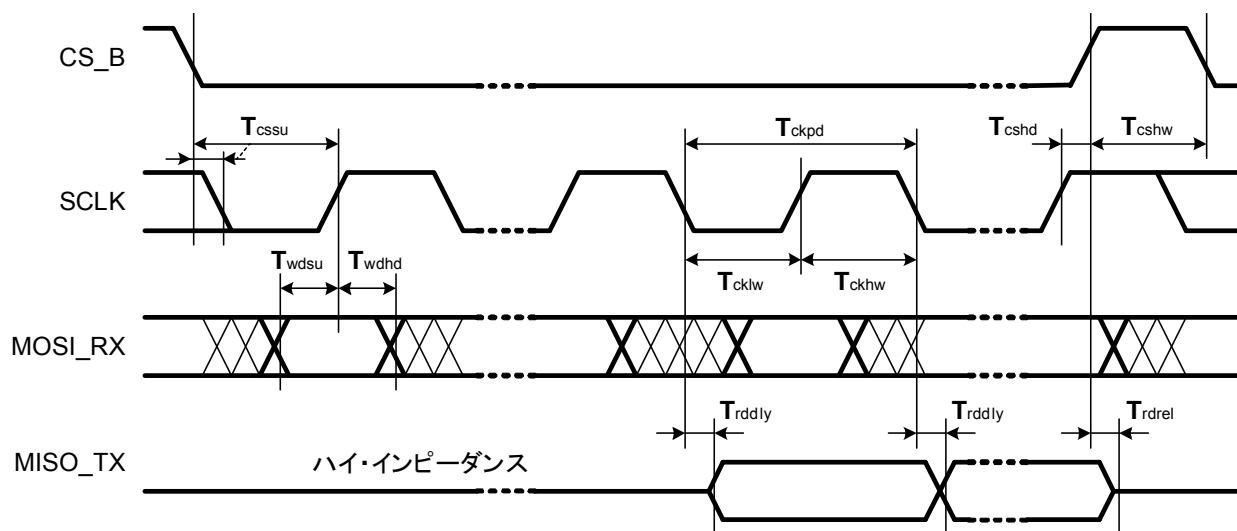 CS_B
Tcssu
Tckpd
Tcshd
Tcshw
SCLK
Twdsu
Twdhd
Tcklw
Tckhw
MOSI_RX
Trddly
Trddly
Trdrel
MISO_TX
ハイ・インピーダンス